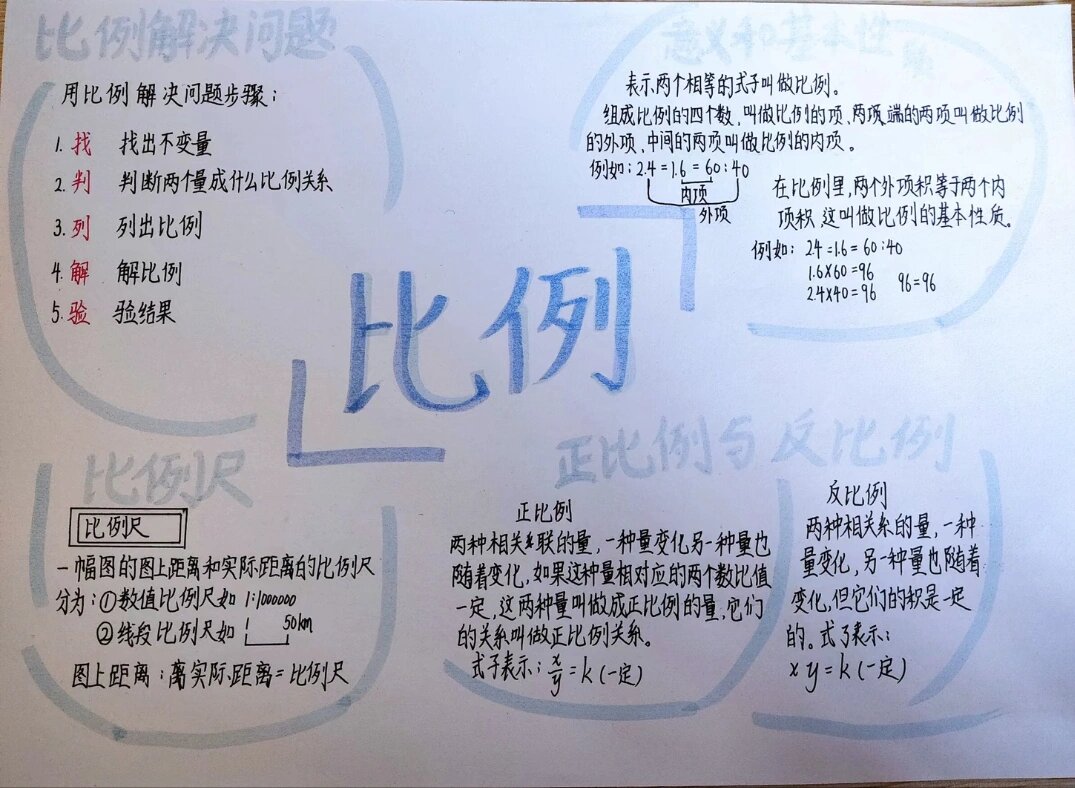 比例解决问题
用比例解决问题步骤：
1. 找 找出不变量
2. 判 判断两个量成什么比例关系
3. 列 列出比例
4. 解 解比例
5. 验 验结果
意义和基本性质
表示两个相等的式子叫做比例。
组成比例的四个数，叫做比例的项、两项端的两项叫做比例
的外项、中间的两项叫做比例的内项。
例如：2.4=1.6=60:40
内项
外项
在比例里，两个外项积等于两个内
项积 这叫做比例的基本性质。
例如： 24=1.6=60:40
1.6×60=96
2.4×40=96 96=96
比例
比例尺
比例尺
一幅图的图上距离和实际距离的比例尺
分为：①数值比例尺如 1:1000000
②线段比例尺如 50km
图上距离：离实际距离=比例尺
正比例与反比例
正比例
两种相关联的量，一种量变化另一种量也
随着变化，如果这种量相对应的两个数比值
一定，这两种量叫做成正比例的量，它们
的关系叫做正比例关系。
式子表示：x/y=k(一定)
反比例
两种相关系的量，一种
量变化，另一种量也随着
变化，但它们的积是一定
的。式了表示：
xy=k(一定)